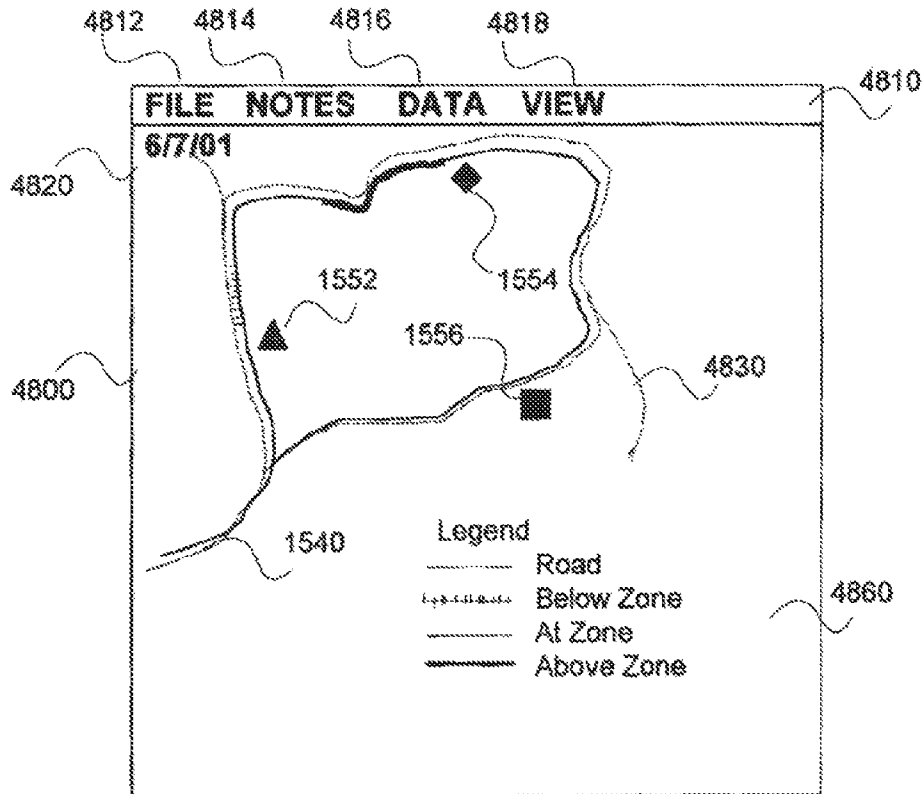 4812 4814 4816 4818
4810
FILE NOTES DATA VIEW
6/7/01
4820
1552 1554
1556
4800 4830
1540
Legend
Road
Below Zone
4860
At Zone
Above Zone